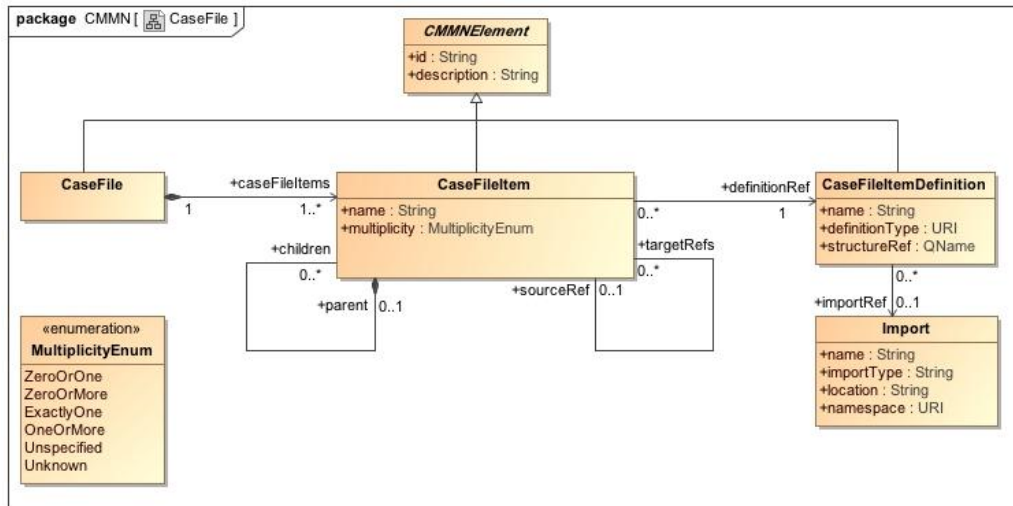 package CMMN [ CaseFile ]
CMMNElement
+id : String
+description : String
CaseFile
+caseFileItems
1
1..*
CaseFileItem
+name : String
+multiplicity : MultiplicityEnum
+definitionRef
0..*
1
CaseFileItemDefinition
+name : String
+definitionType : URI
+structureRef : QName
+children
0..*
+parent
0..1
+targetRefs
0..*
+sourceRef
0..1
0..*
+importRef
0..1
Import
+name : String
+importType : String
+location : String
+namespace : URI
«enumeration»
MultiplicityEnum
ZeroOrOne
ZeroOrMore
ExactlyOne
OneOrMore
Unspecified
Unknown